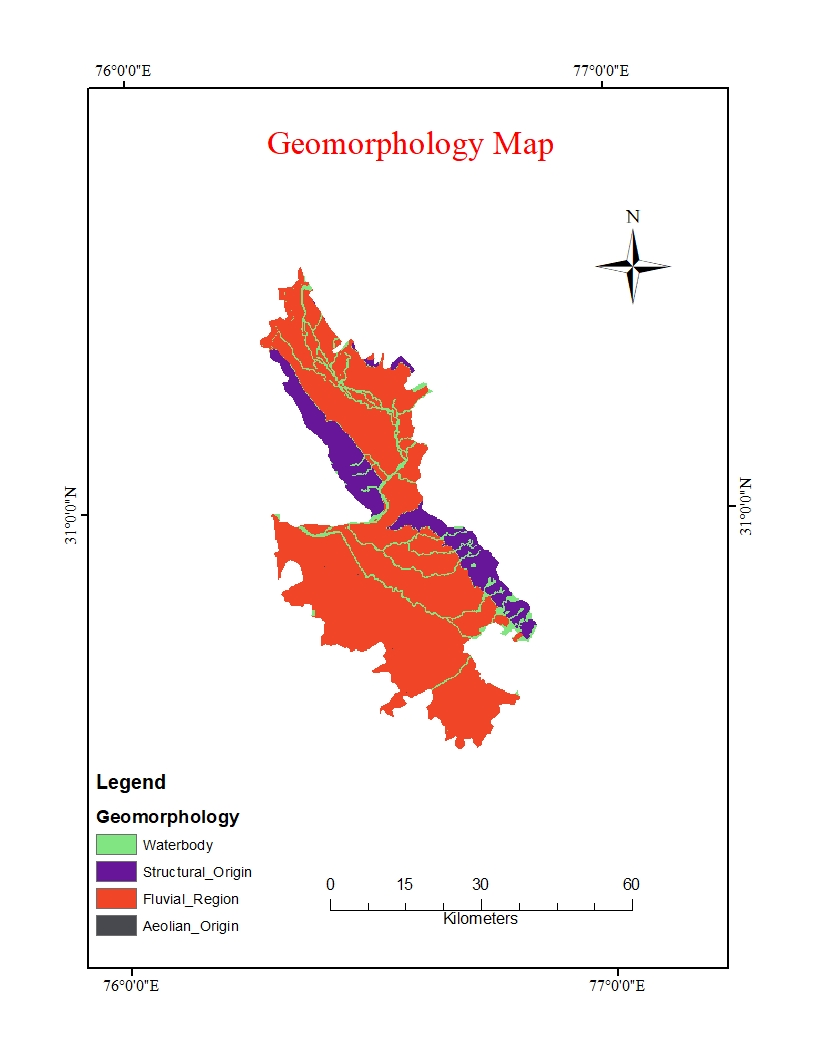 76°0'0"E 77°0'0"E
Geomorphology Map
N
31°0'0"N 31°0'0"N
Legend
Geomorphology
Waterbody
Structural_Origin
Fluvial_Region
Aeolian_Origin
0 15 30 60
Kilometers
76°0'0"E 77°0'0"E